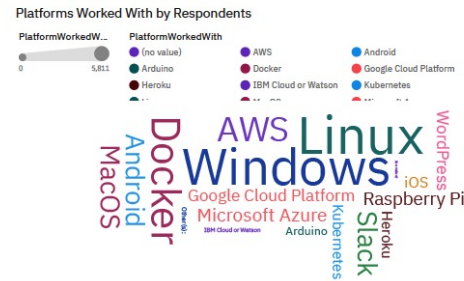 Platforms Worked With by Respondents
PlatformWorkedW...
PlatformWorkedWith
0
5,811
(no value)
AWS
Android
Arduino
Docker
Google Cloud Platform
Heroku
IBM Cloud or Watson
Kubernetes
AWS
Linux
WordPress
Docker
Android
MacOS
Windows
iOS
Google Cloud Platform
Raspberry Pi
Microsoft Azure
Other(s):
IBM Cloud or Watson
Arduino
Kubernetes
Slack
Heroku